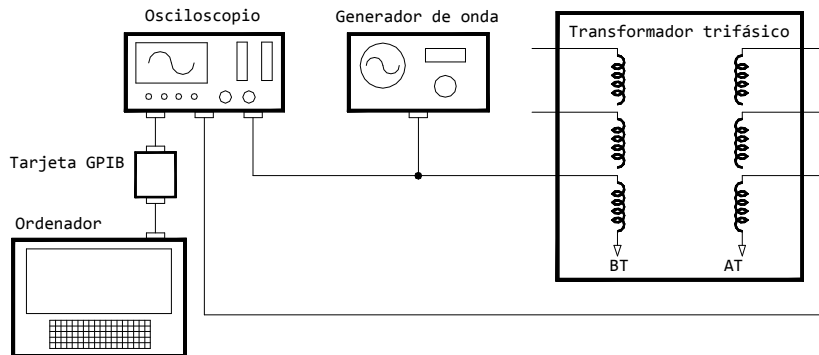 Osciloscopio
Generador de onda
Transformador trifásico
Tarjeta GPIB
Ordenador
BT
AT